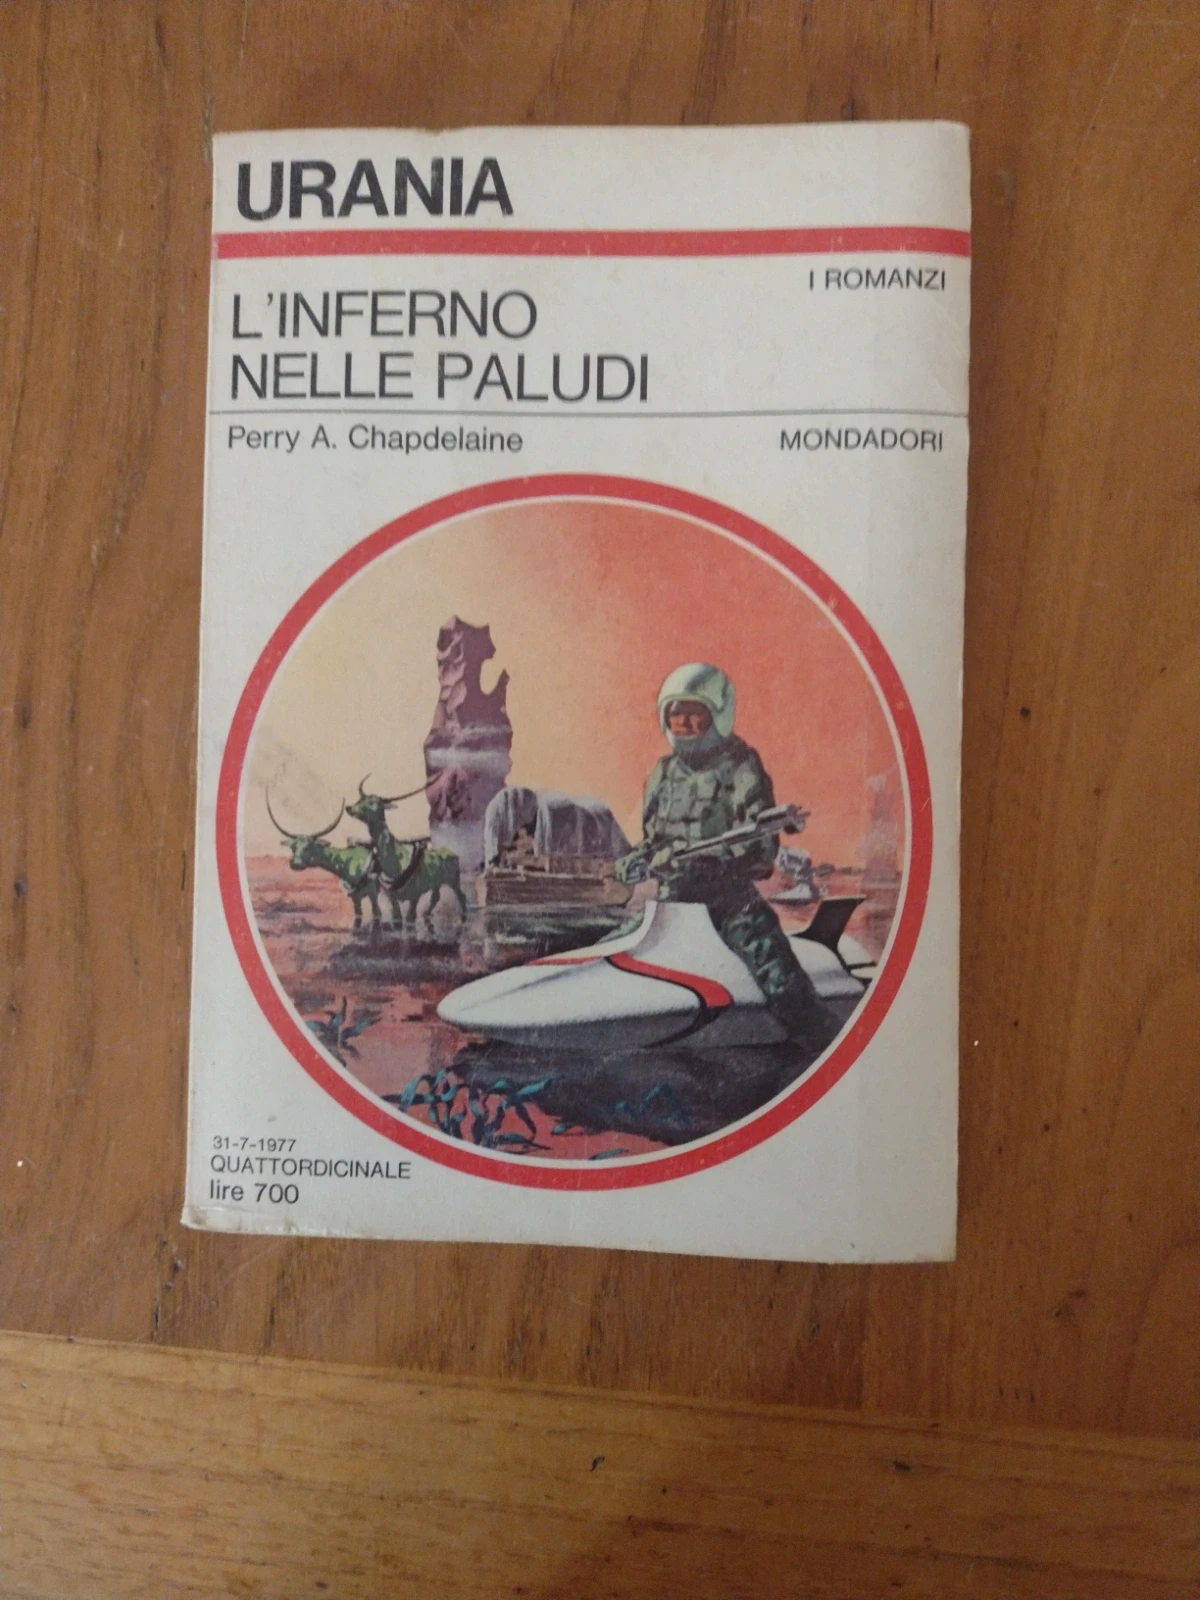 URANIA
I ROMANZI
L'INFERNO
NELLE PALUDI
Perry A. Chapdelaine
MONDADORI
31-7-1977
QUATTORDICINALE
lire 700